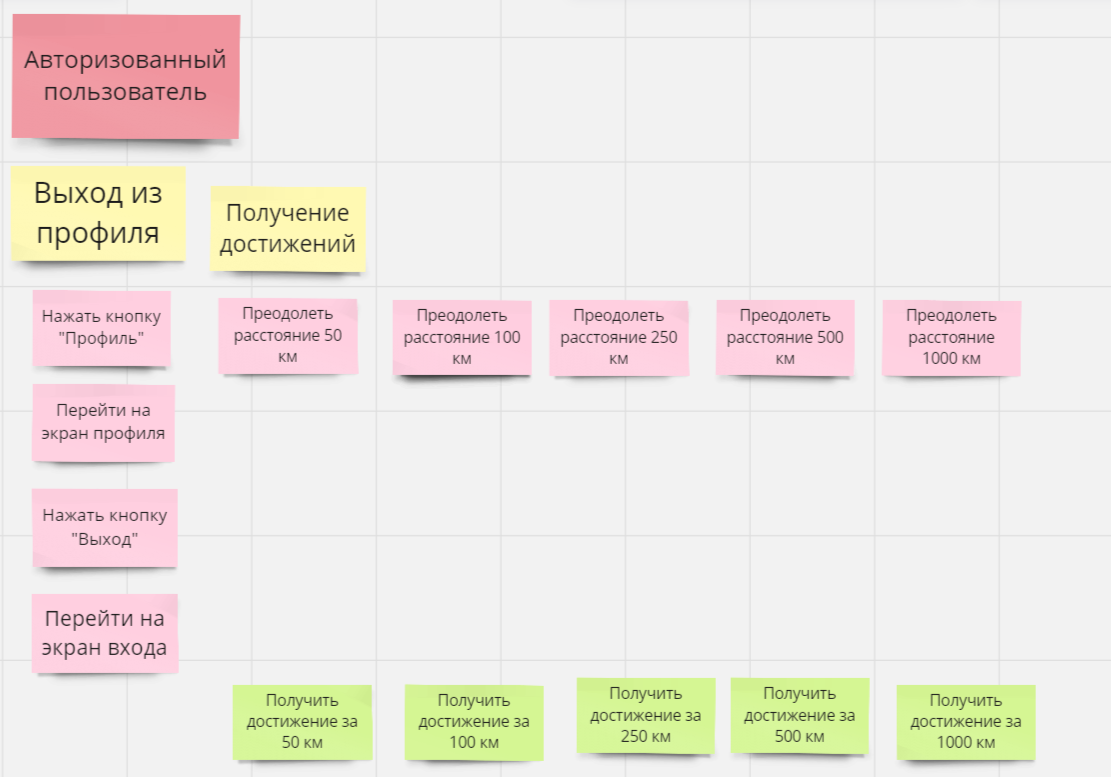 Авторизованный
пользователь
Выход из
профиля
Получение
достижений
Нажать кнопку
"Профиль"
Преодолеть
расстояние 50
км
Преодолеть
расстояние 100
км
Преодолеть
расстояние 250
км
Преодолеть
расстояние 500
км
Преодолеть
расстояние
1000 км
Перейти на
экран профиля
Нажать кнопку
"Выход"
Перейти на
экран входа
Получить
достижение за
50 км
Получить
достижение за
100 км
Получить
достижение за
250 км
Получить
достижение за
500 км
Получить
достижение за
1000 км